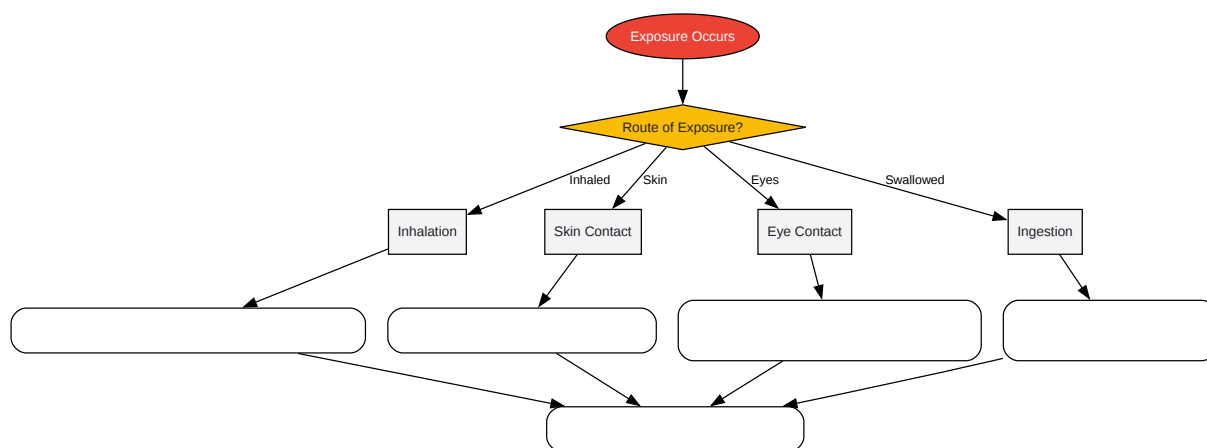 Exposure Occurs
Route of Exposure?
Inhaled
Skin
Eyes
Swallowed
Inhalation
Skin Contact
Eye Contact
Ingestion